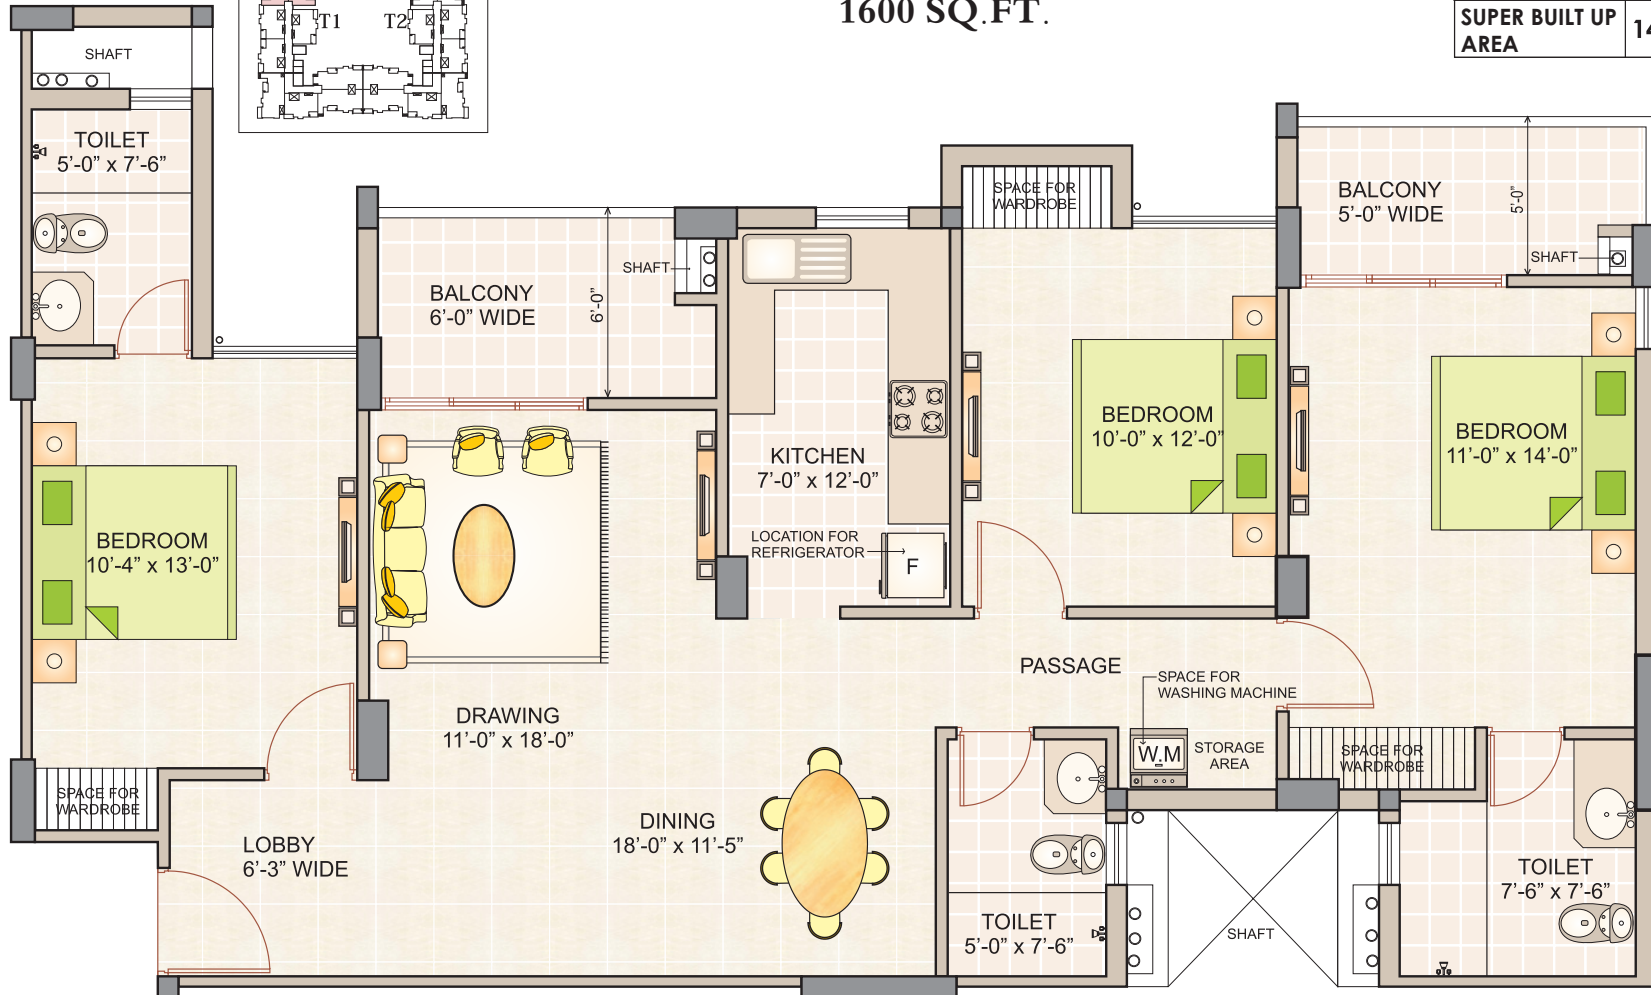 1600 SQ.FT.
SUPER BUILT UP
AREA
T1
T2
SHAFT
TOILET
5'-0" x 7'-6"
BALCONY
6'-0" WIDE
6'-0"
SHAFT
SPACE FOR
WARDROBE
BALCONY
5'-0" WIDE
5'-0"
SHAFT
KITCHEN
7'-0" x 12'-0"
LOCATION FOR
REFRIGERATOR
F
BEDROOM
10'-0" x 12'-0"
BEDROOM
11'-0" x 14'-0"
BEDROOM
10'-4" x 13'-0"
PASSAGE
SPACE FOR
WASHING MACHINE
W.M
STORAGE
AREA
SPACE FOR
WARDROBE
DRAWING
11'-0" x 18'-0"
SPACE FOR
WARDROBE
LOBBY
6'-3" WIDE
DINING
18'-0" x 11'-5"
TOILET
5'-0" x 7'-6"
SHAFT
TOILET
7'-6" x 7'-6"